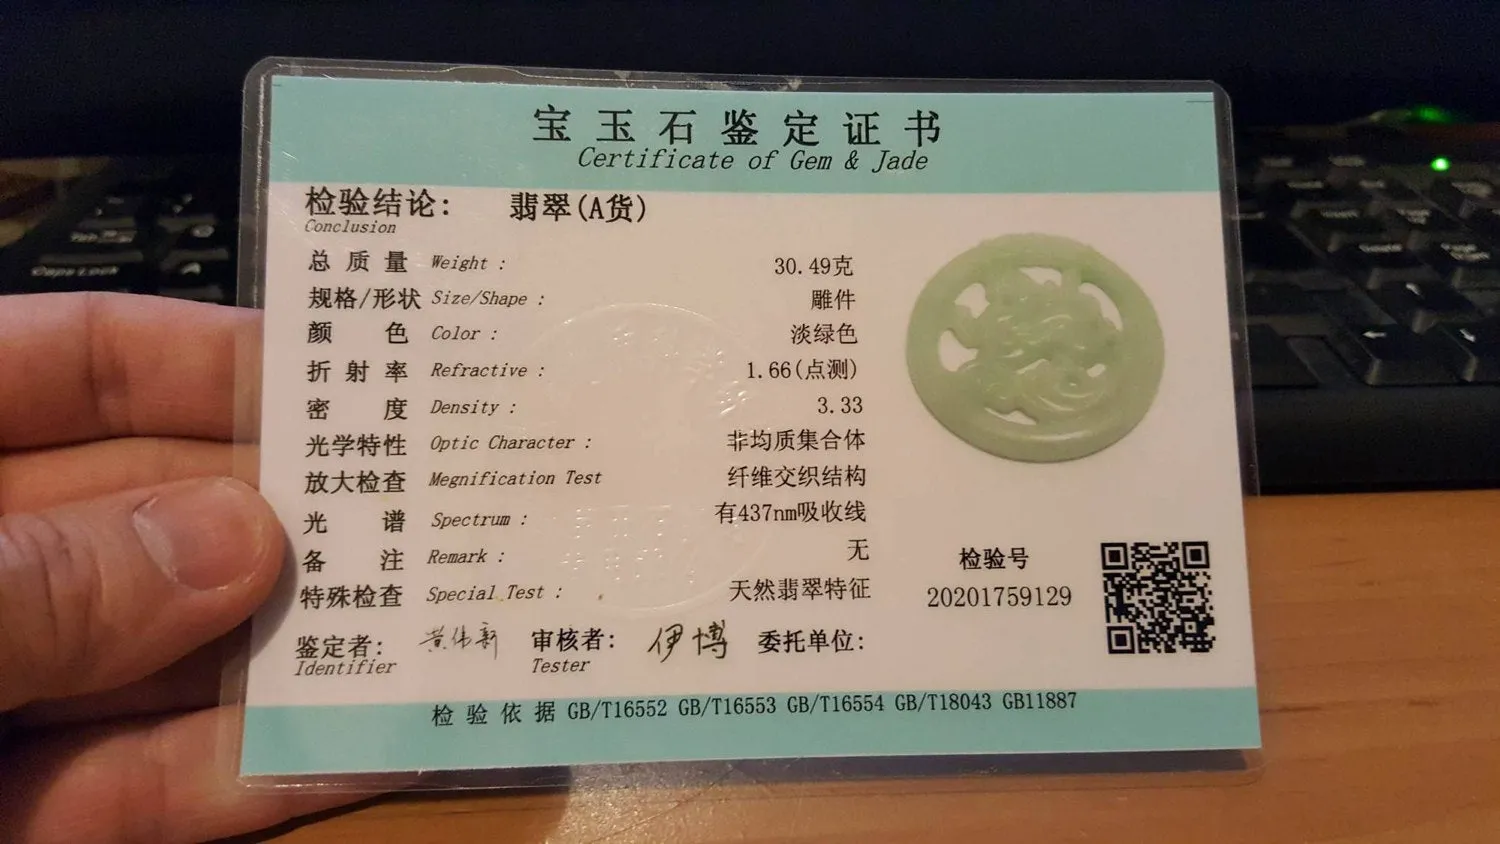 宝玉石鉴定证书
Certificate of Gem & Jade
检验结论: 翡翠(A货)
Conclusion
总质量 Weight : 30.49克
规格/形状 Size/Shape : 雕件
颜色 Color : 淡绿色
折射率 Refractive : 1.66(点测)
密度 Density : 3.33
光学特性 Optic Character : 非均质集合体
放大检查 Megnification Test 纤维交织结构
光谱 Spectrum : 有437nm吸收线
备注 Remark : 无
特殊检查 Special Test : 天然翡翠特征
检验号
20201759129
鉴定者: 黄伟新 审核者: 伊博 委托单位:
Identifier Tester
检验依据 GB/T16552 GB/T16553 GB/T16554 GB/T18043 GB11887
Caps Lock